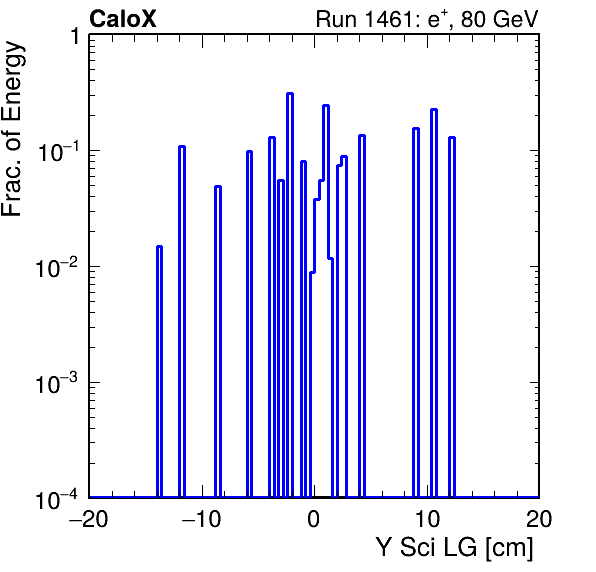 CaloX Run 1461: e⁺, 80 GeV
Frac. of Energy
1
10⁻¹
10⁻²
10⁻³
10⁻⁴
−20 −10 0 10 20
Y Sci LG [cm]